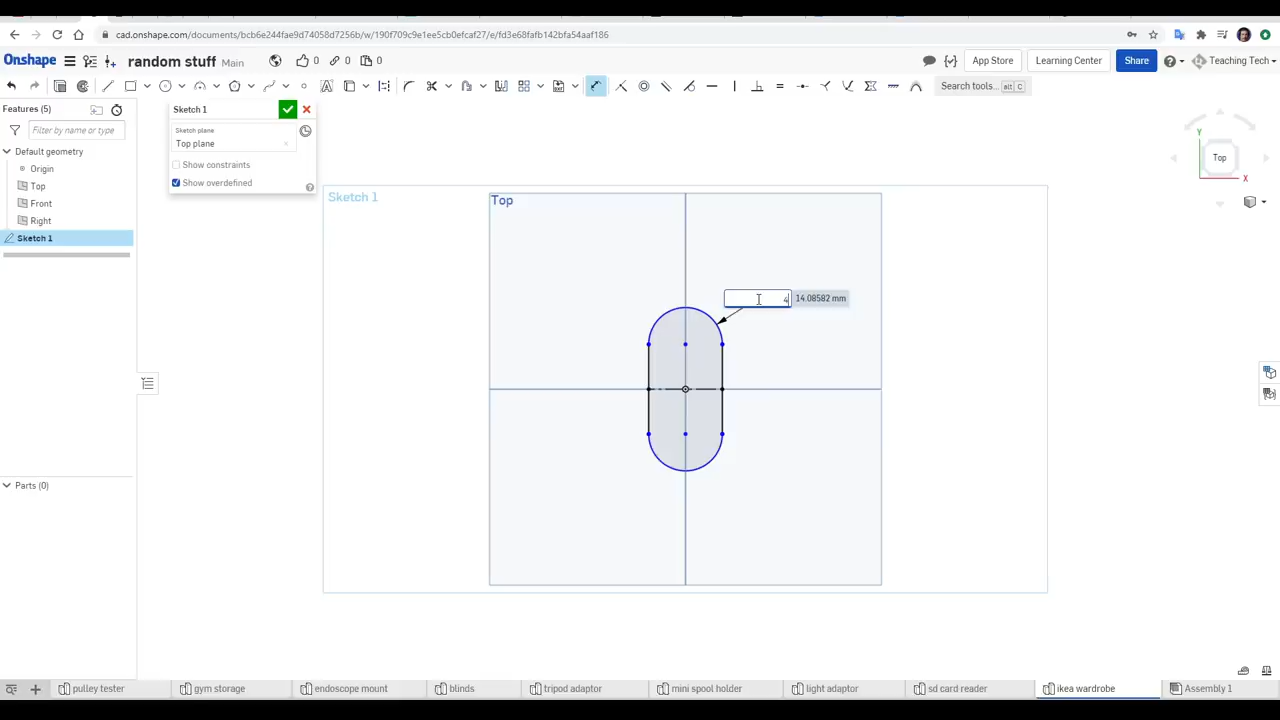 cad.onshape.com/documents/bcb6e244fae9d74058d7256b/w/190f709c9e1ee5cb0efcaf27/e/fd3e68fafb142bfa54aaf186
Onshape
random stuff Main
0
0
0
App Store
Learning Center
Share
Teaching Tech
Search tools... alt C
Features (5)
Filter by name or type
Default geometry
Origin
Top
Front
Right
Sketch 1
Parts (0)
Sketch 1
Sketch plane
Top plane
Show constraints
Show overdefined
Sketch 1
Top
4
14.08582 mm
Y
Top
X
pulley tester
gym storage
endoscope mount
blinds
tripod adaptor
mini spool holder
light adaptor
sd card reader
ikea wardrobe
Assembly 1